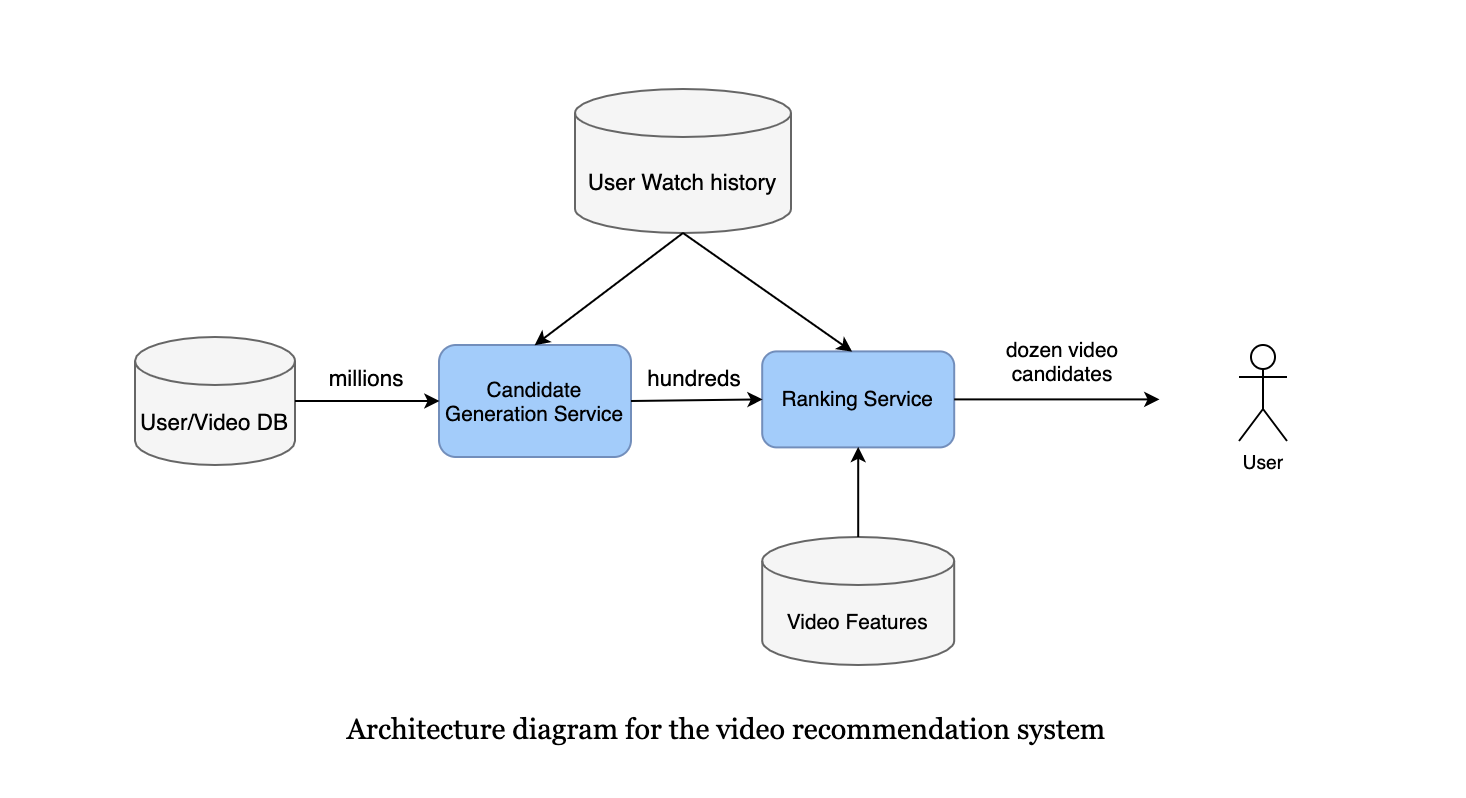 User Watch history
User/Video DB
millions
Candidate
Generation Service
hundreds
Ranking Service
dozen video
candidates
User
Video Features
Architecture diagram for the video recommendation system